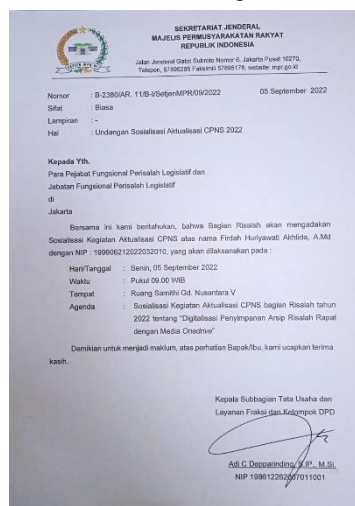 SEKRETARIAT JENDERAL
MAJELIS PERMUSYARAKATAN RAKYAT
REPUBLIK INDONESIA
Jalan Jenderal Gatot Subroto Nomor 6, Jakarta Pusat 10270,
Telepon, 57895285 Faksimili 57895178, website: mpr.go.id
Nomor : B-2380/AR. 11/B-I/SetjenMPR/09/2022 05 September 2022
Sifat : Biasa
Lampiran : -
Hal : Undangan Sosialisasi Aktualisasi CPNS 2022
Kepada Yth.
Para Pejabat Fungsional Perisalah Legislatif dan
Jabatan Fungsional Perisalah Legislatif
di
Jakarta
Bersama ini kami beritahukan, bahwa Bagian Risalah akan mengadakan
Sosialisasi Kegiatan Aktualisasi CPNS atas nama Firdah Huriyawati Akhlida, A.Md
dengan NIP : 199606212022032010, yang akan dilaksanakan pada :
Hari/Tanggal : Senin, 05 September 2022
Waktu : Pukul 09.00 WIB
Tempat : Ruang Samithi Gd. Nusantara V
Agenda : Sosialisasi Kegiatan Aktualisasi CPNS bagian Risalah tahun
2022 tentang "Digitalisasi Penyimpanan Arsip Risalah Rapat
dengan Media Onedrive"
Demikian untuk menjadi maklum, atas perhatian Bapak/Ibu, kami ucapkan terima
kasih.
Kepala Subbagian Tata Usaha dan
Layanan Fraksi dan Kelompok DPD
Adi C Depparinding, S.IP., M.Si.
NIP 198612262007011001